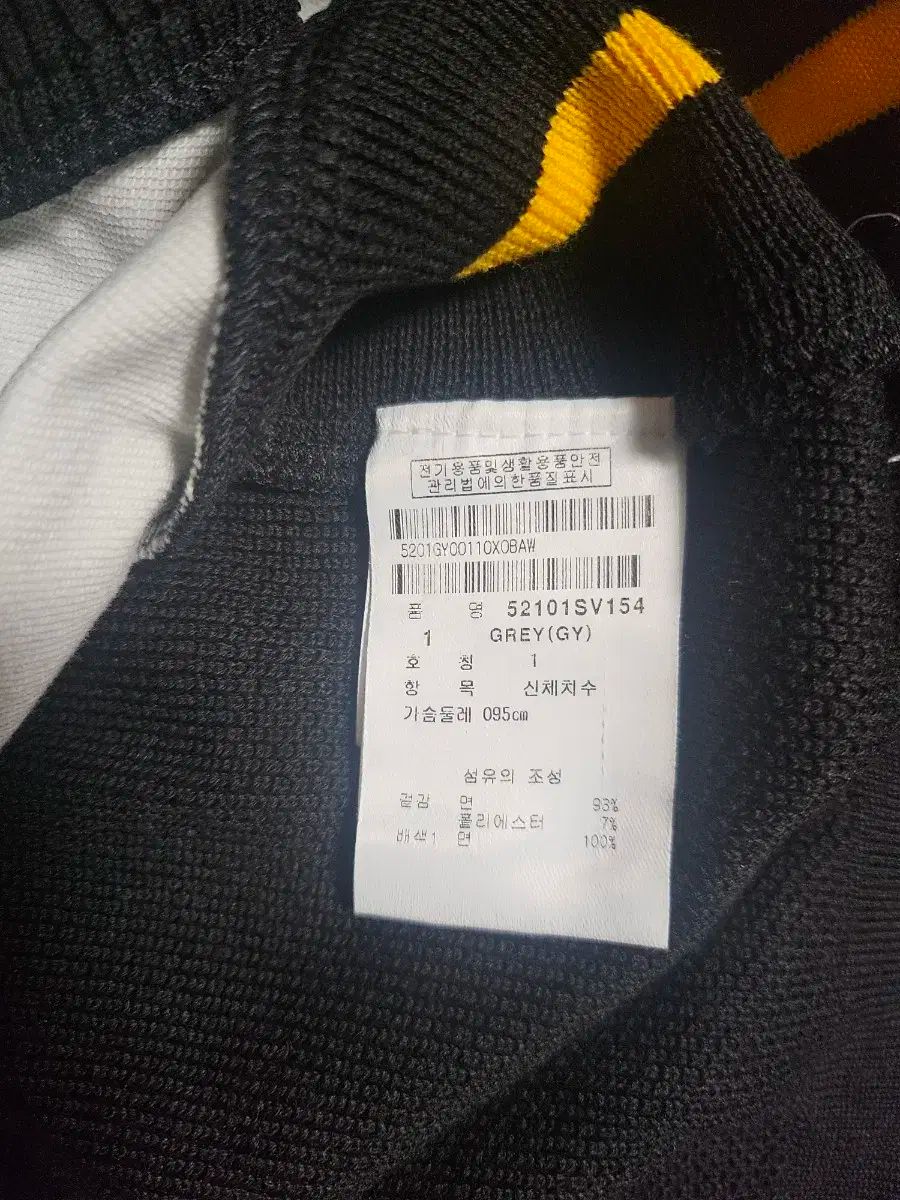 전기용품및생활용품안전
관리법에의한품질표시
5201GY00110X0BAW
품 명 52101SV154
1 GREY(GY)
호 칭 1
항 목 신체치수
가슴둘레 095cm
섬유의 조성
겉감 면 93%
폴리에스터 7%
배색1 면 100%